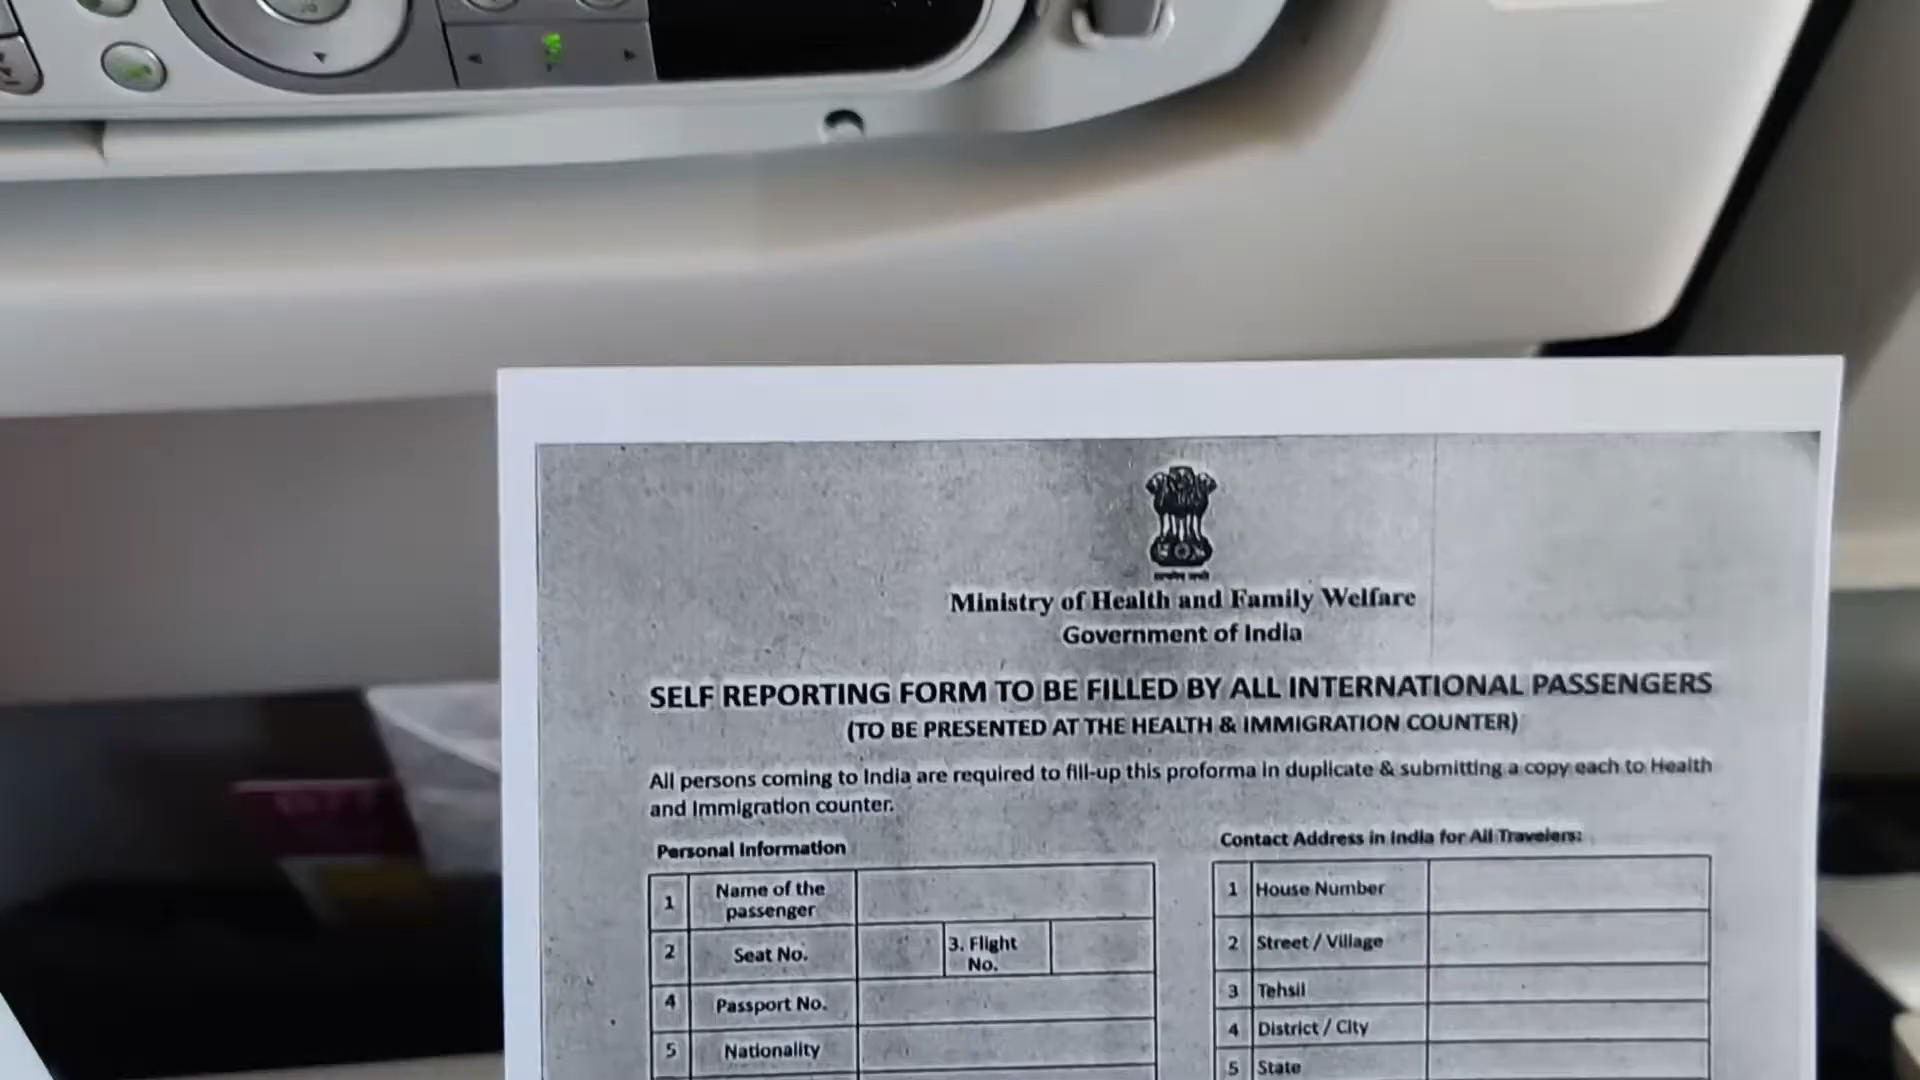 Ministry of Health and Family Welfare
Government of India
SELF REPORTING FORM TO BE FILLED BY ALL INTERNATIONAL PASSENGERS
(TO BE PRESENTED AT THE HEALTH & IMMIGRATION COUNTER)
All persons coming to India are required to fill-up this proforma in duplicate & submitting a copy each to Health
and Immigration counter.
Personal Information
1 Name of the
passenger
2 Seat No. 3. Flight
No.
4 Passport No.
5 Nationality
Contact Address in India for All Travelers:
1 House Number
2 Street / Village
3 Tehsil
4 District / City
5 State